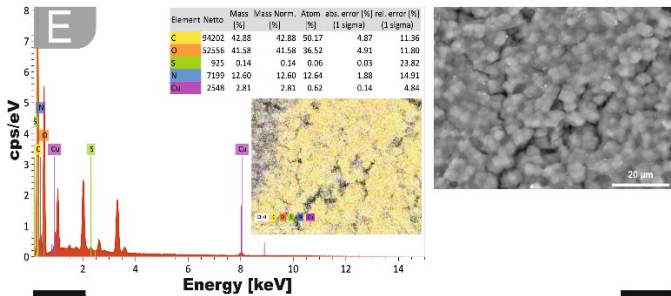 E
Element Netto Mass [%] Mass Norm. [%] Atom [%] abs. error [%] (1 sigma) rel. error [%] (1 sigma)
C 94202 42.88 42.88 50.17 4.87 11.36
O 52556 41.58 41.58 36.52 4.91 11.80
S 925 0.14 0.14 0.06 0.03 23.82
N 7199 12.60 12.60 12.64 1.88 14.91
Cu 2548 2.81 2.81 0.62 0.14 4.84
8
7
6
5
4
3
2
1
0
cps/eV
N
S
O
C
Cu
S
Cu
C O S N Cu
2 4 6 8 10 12 14
Energy [keV]
20 µm